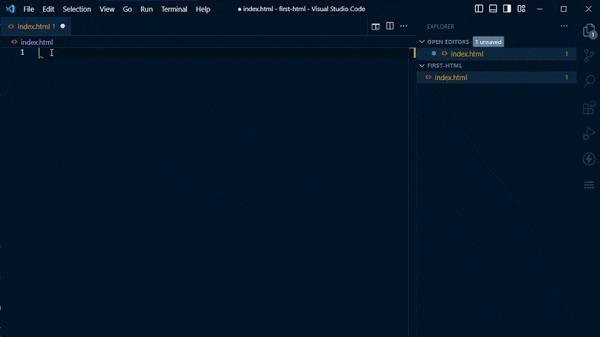 File Edit Selection View Go Run Terminal Help ● index.html - first-html - Visual Studio Code
index.html 1
index.html
1
EXPLORER
OPEN EDITORS 1 unsaved
index.html 1
FIRST-HTML
index.html 1
1